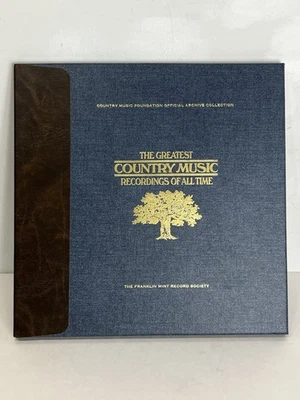 COUNTRY MUSIC FOUNDATION OFFICIAL ARCHIVE COLLECTION
THE GREATEST
COUNTRY MUSIC
RECORDINGS OF ALL TIME
THE FRANKLIN MINT RECORD SOCIETY